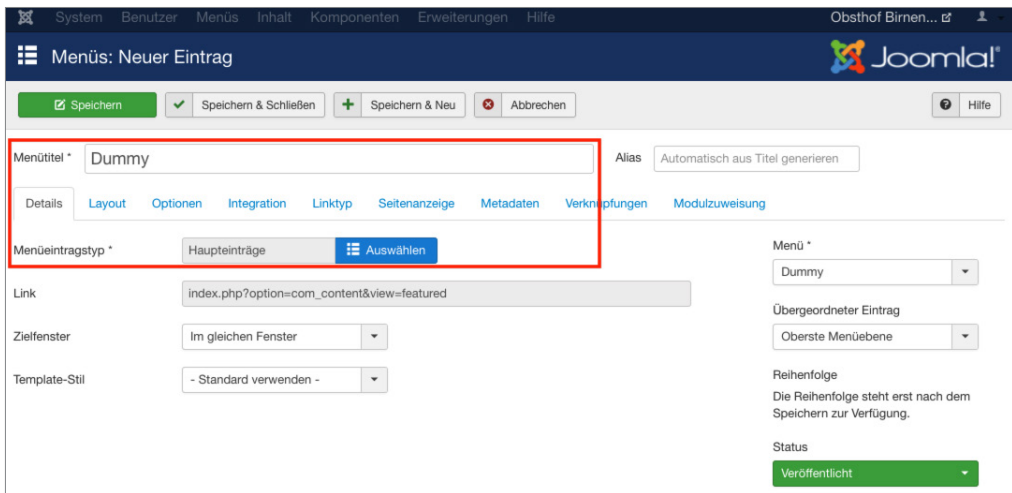 System Benutzer Menüs Inhalt Komponenten Erweiterungen Hilfe Obsthof Birnen...
Menüs: Neuer Eintrag Joomla!®
Speichern Speichern & Schließen Speichern & Neu Abbrechen Hilfe
Menütitel * Dummy Alias Automatisch aus Titel generieren
Details Layout Optionen Integration Linktyp Seitenanzeige Metadaten Verknüpfungen Modulzuweisung
Menüeintragstyp * Haupteinträge Auswählen
Link index.php?option=com_content&view=featured
Zielfenster Im gleichen Fenster
Template-Stil - Standard verwenden -
Menü *
Dummy
Übergeordneter Eintrag
Oberste Menüebene
Reihenfolge
Die Reihenfolge steht erst nach dem
Speichern zur Verfügung.
Status
Veröffentlicht